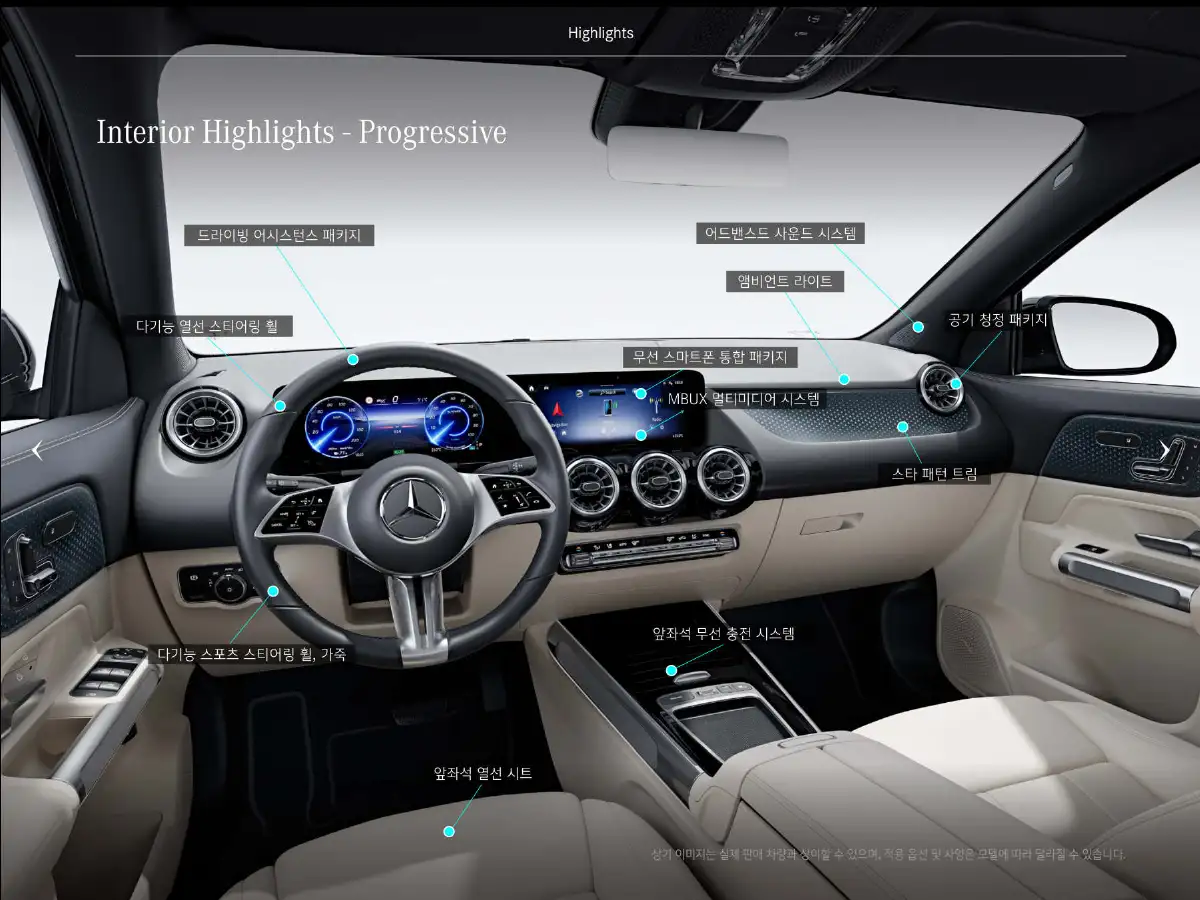 Highlights
Interior Highlights - Progressive
드라이빙 어시스턴스 패키지
어드밴스드 사운드 시스템
앰비언트 라이트
다기능 열선 스티어링 휠
공기 청정 패키지
무선 스마트폰 통합 패키지
MBUX 멀티미디어 시스템
스타 패턴 트림
다기능 스포츠 스티어링 휠, 가죽
앞좌석 무선 충전 시스템
앞좌석 열선 시트
상기 이미지는 실제 판매 차량과 상이할 수 있으며, 적용 옵션 및 사양은 모델에 따라 달라질 수 있습니다.